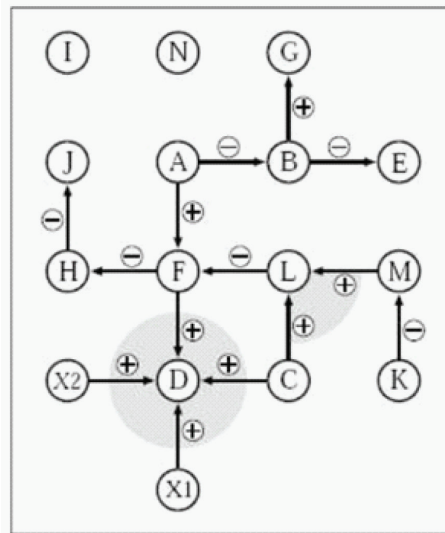 I N G
+
J A − B − E
− +
H − F − L + M
+ + −
X2 + D + C K
+
X1